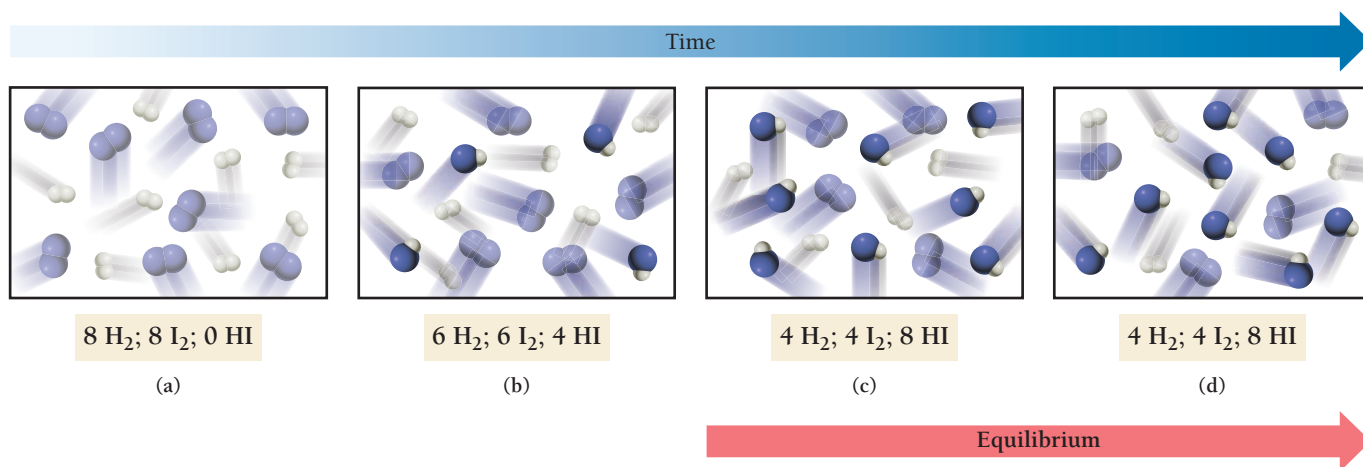 Time
8 H₂; 8 I₂; 0 HI
6 H₂; 6 I₂; 4 HI
4 H₂; 4 I₂; 8 HI
4 H₂; 4 I₂; 8 HI
(a)
(b)
(c)
(d)
Equilibrium